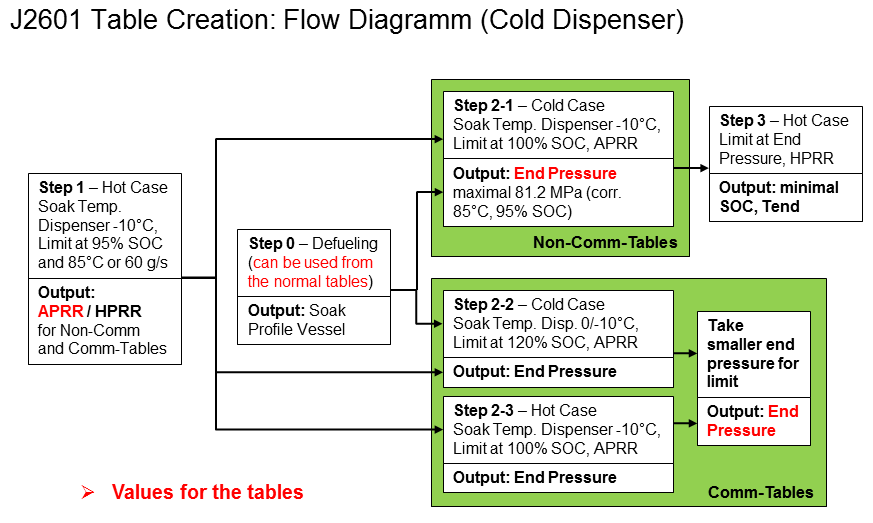 J2601 Table Creation: Flow Diagramm (Cold Dispenser)
Step 1 – Hot Case
Soak Temp.
Dispenser -10°C,
Limit at 95% SOC
and 85°C or 60 g/s
Output:
APRR / HPRR
for Non-Comm
and Comm-Tables
Step 0 – Defueling
(can be used from
the normal tables)
Output: Soak
Profile Vessel
Step 2-1 – Cold Case
Soak Temp. Dispenser -10°C,
Limit at 100% SOC, APRR
Output: End Pressure
maximal 81.2 MPa (corr.
85°C, 95% SOC)
Non-Comm-Tables
Step 3 – Hot Case
Limit at End
Pressure, HPRR
Output: minimal
SOC, Tend
Step 2-2 – Cold Case
Soak Temp. Disp. 0/-10°C,
Limit at 120% SOC, APRR
Output: End Pressure
Step 2-3 – Hot Case
Soak Temp. Dispenser -10°C,
Limit at 100% SOC, APRR
Output: End Pressure
Take
smaller end
pressure for
limit
Output: End
Pressure
Comm-Tables
➢ Values for the tables